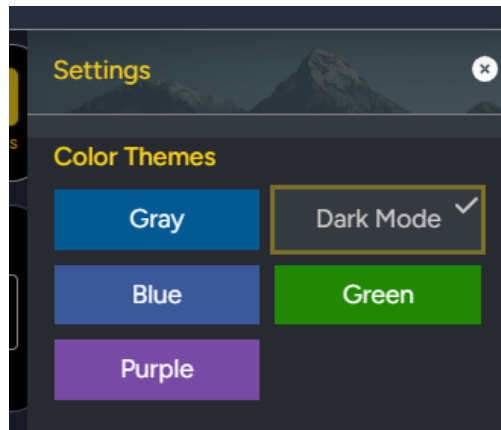 Settings
s
Color Themes
Gray
Dark Mode
Blue
Green
Purple